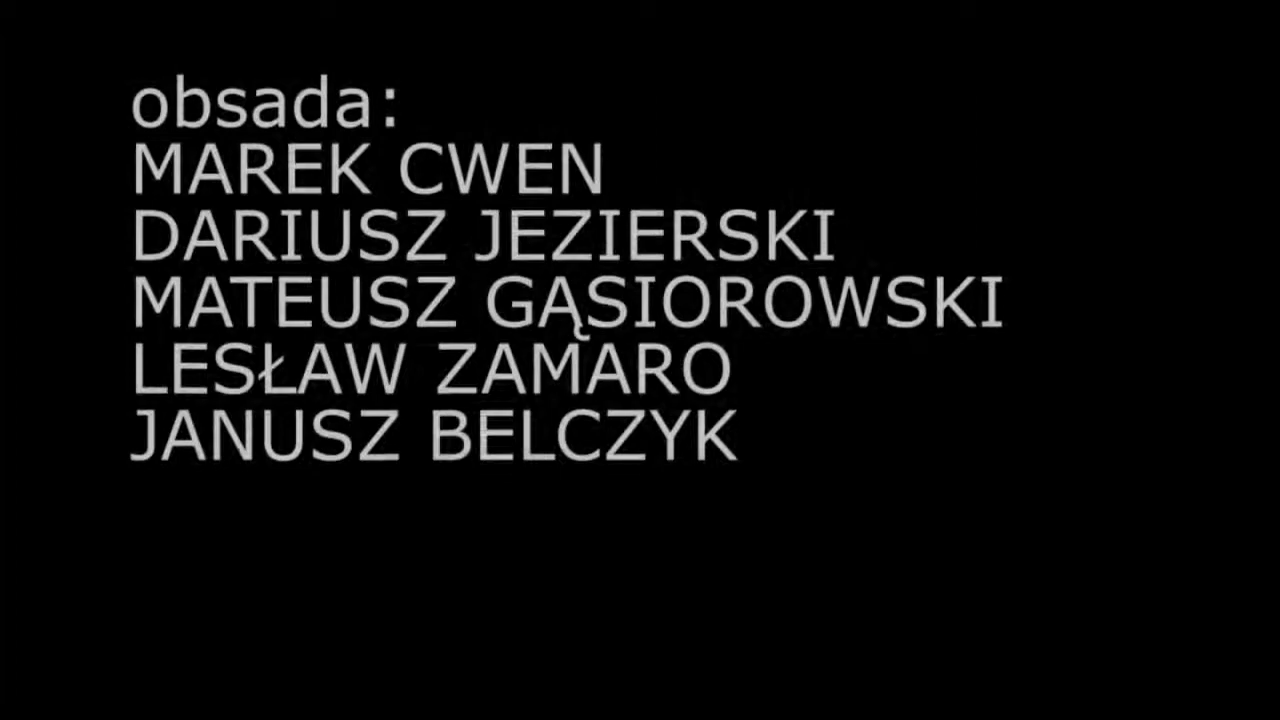 obsada:
MAREK CWEN
DARIUSZ JEZIERSKI
MATEUSZ GĄSIOROWSKI
LESŁAW ZAMARO
JANUSZ BELCZYK